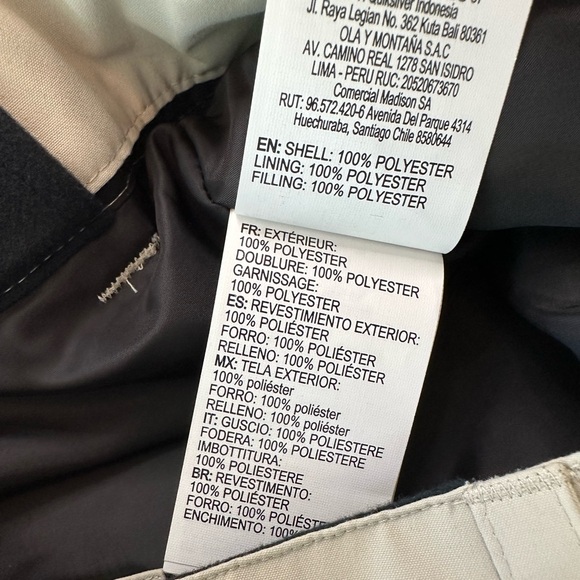 Quiksilver Indonesia
Jl. Raya Legian No. 362 Kuta Bali 80361
OLA Y MONTAÑA S.A.C
AV. CAMINO REAL 1278 SAN ISIDRO
LIMA - PERU RUC: 20520673670
Comercial Madison SA
RUT: 96.572.420-6 Avenida Del Parque 4314
Huechuraba, Santiago Chile 8580644
EN: SHELL: 100% POLYESTER
LINING: 100% POLYESTER
FILLING: 100% POLYESTER
FR: EXTÉRIEUR:
100% POLYESTER
DOUBLURE: 100% POLYESTER
GARNISSAGE:
100% POLYESTER
ES: REVESTIMIENTO EXTERIOR:
100% POLIÉSTER
FORRO: 100% POLIÉSTER
RELLENO: 100% POLIÉSTER
MX: TELA EXTERIOR:
100% poliéster
FORRO: 100% poliéster
RELLENO: 100% poliéster
IT: GUSCIO: 100% POLIESTERE
FODERA: 100% POLIESTERE
IMBOTTITURA:
100% POLIESTERE
BR: REVESTIMENTO:
100% POLIÉSTER
FORRO: 100% POLIÉSTER
ENCHIMENTO: 100%